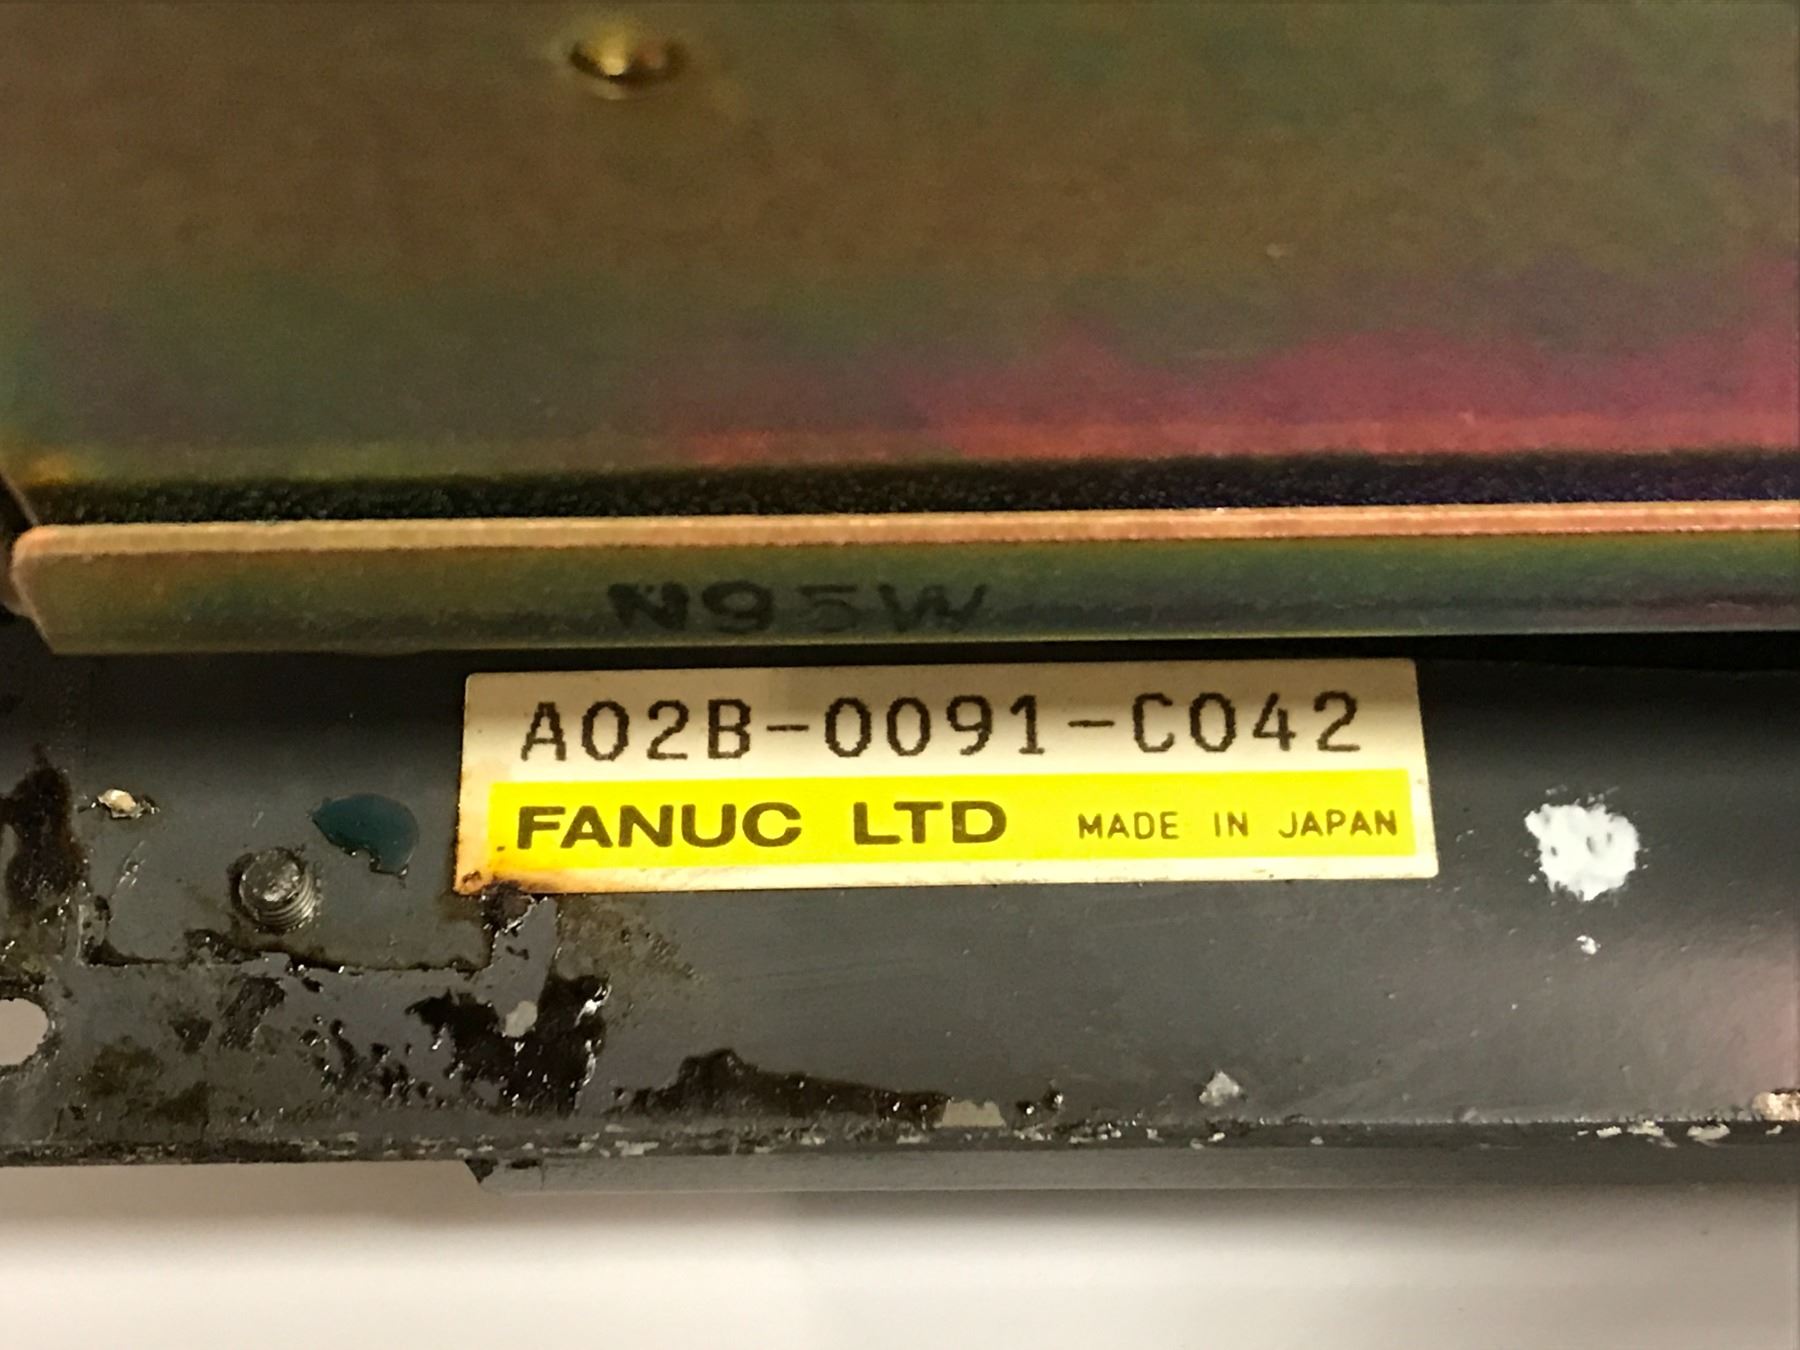 N95W
A02B-0091-C042
FANUC LTD MADE IN JAPAN